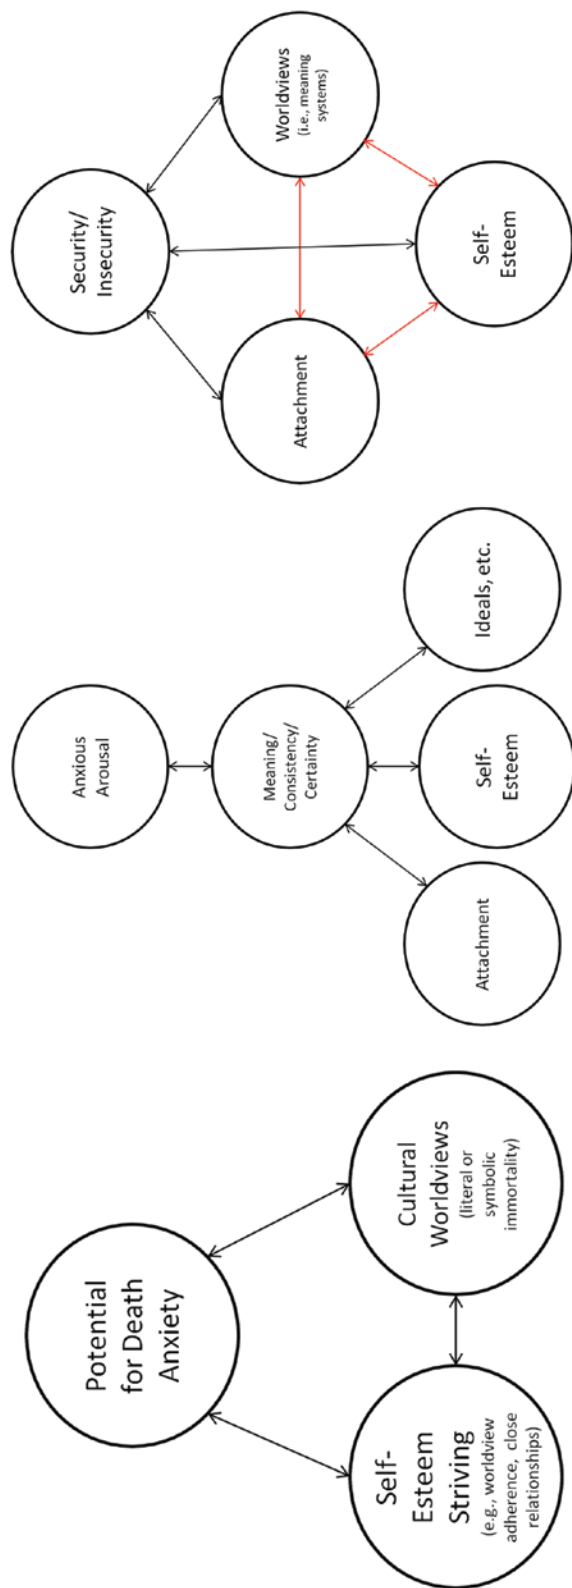 Potential
for Death
Anxiety
Self-
Esteem
Striving
(e.g., worldview
adherence, close
relationships)
Cultural
Worldviews
(literal or
symbolic
immortality)
Anxious
Arousal
Meaning/
Consistency/
Certainty
Attachment
Self-
Esteem
Ideals, etc.
Security/
Insecurity
Attachment
Worldviews
(i.e., meaning
systems)
Self-
Esteem